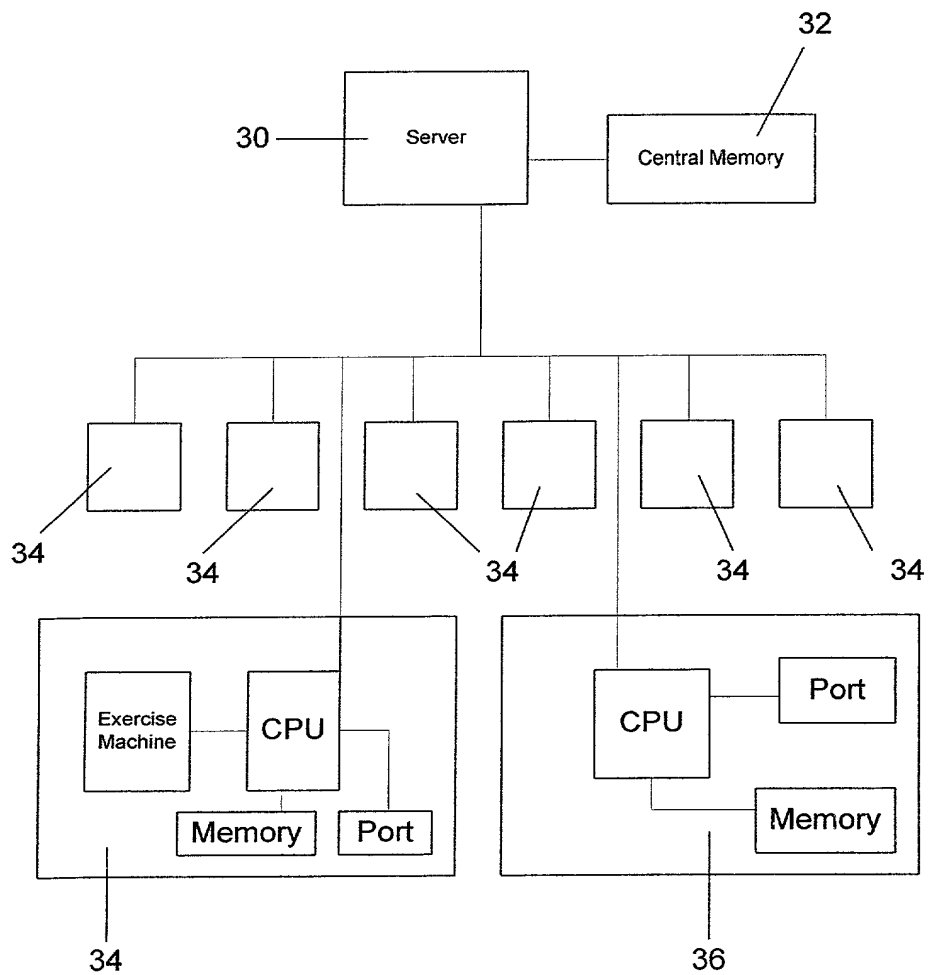 32
30
Server
Central Memory
34
34
34
34
34
Exercise
Machine
CPU
Memory
Port
CPU
Port
Memory
34
36